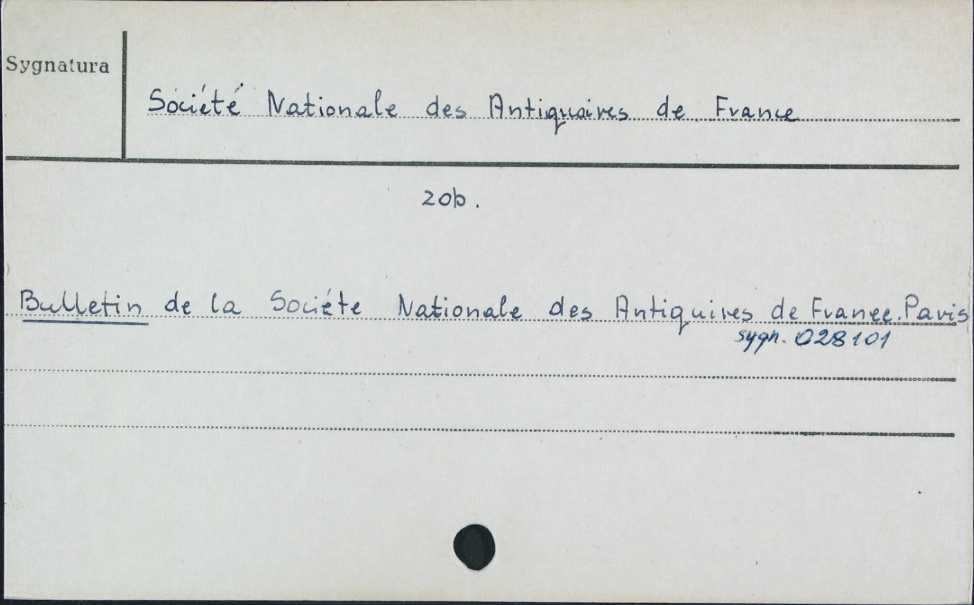 Sygnatura
Société Nationale des Antiquaires de France
zob.
Bulletin de la Sociéte Nationale des Antiquires de France. Paris
sygn. 028101